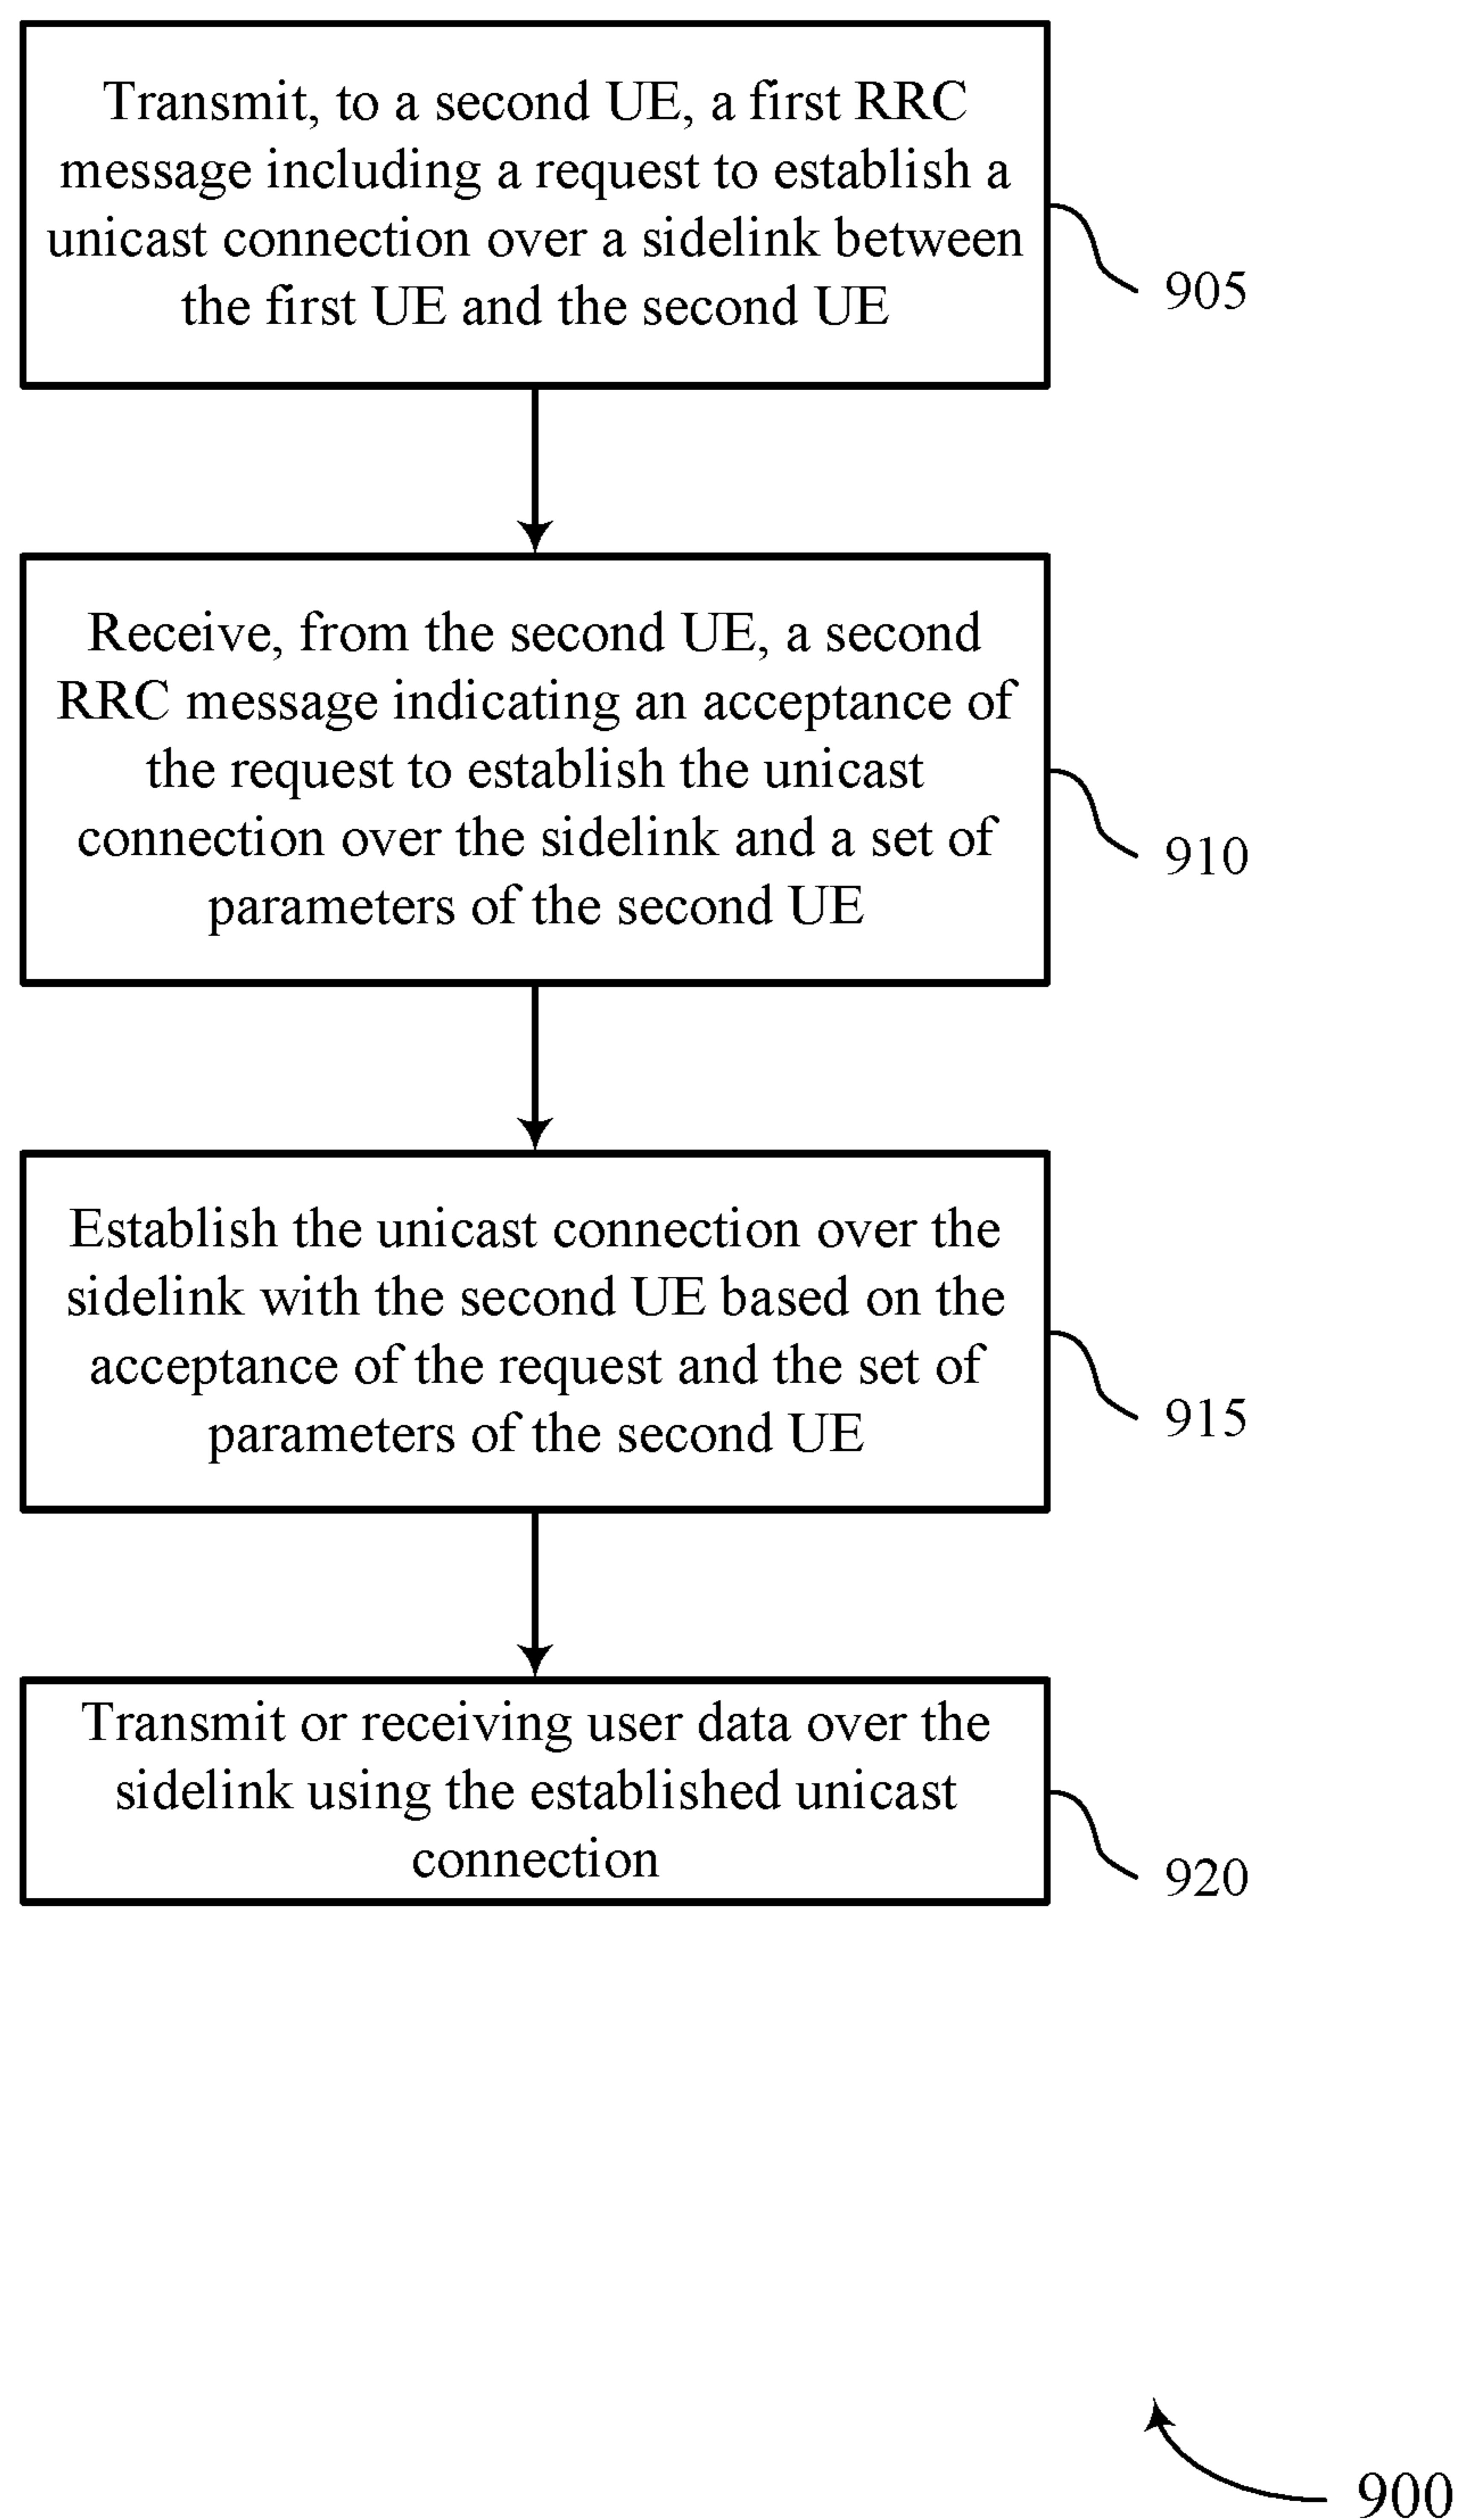 Transmit, to a second UE, a first RRC
message including a request to establish a
unicast connection over a sidelink between
the first UE and the second UE
905
Receive, from the second UE, a second
RRC message indicating an acceptance of
the request to establish the unicast
connection over the sidelink and a set of
parameters of the second UE
910
Establish the unicast connection over the
sidelink with the second UE based on the
acceptance of the request and the set of
parameters of the second UE
915
Transmit or receiving user data over the
sidelink using the established unicast
connection
920
900